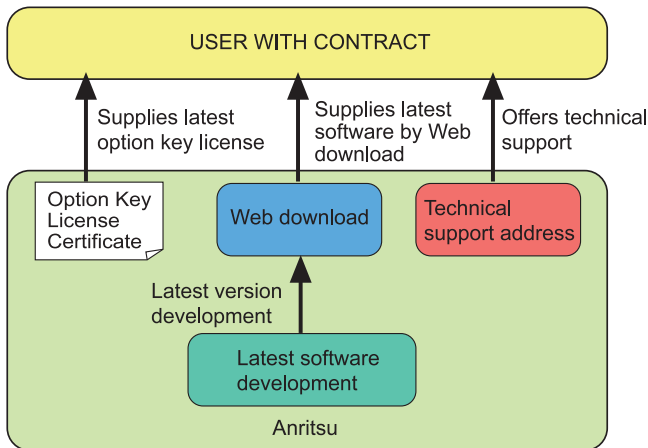 USER WITH CONTRACT
Supplies latest
option key license
Supplies latest
software by Web
download
Offers technical
support
Option Key
License
Certificate
Web download
Technical
support address
Latest version
development
Latest software
development
Anritsu